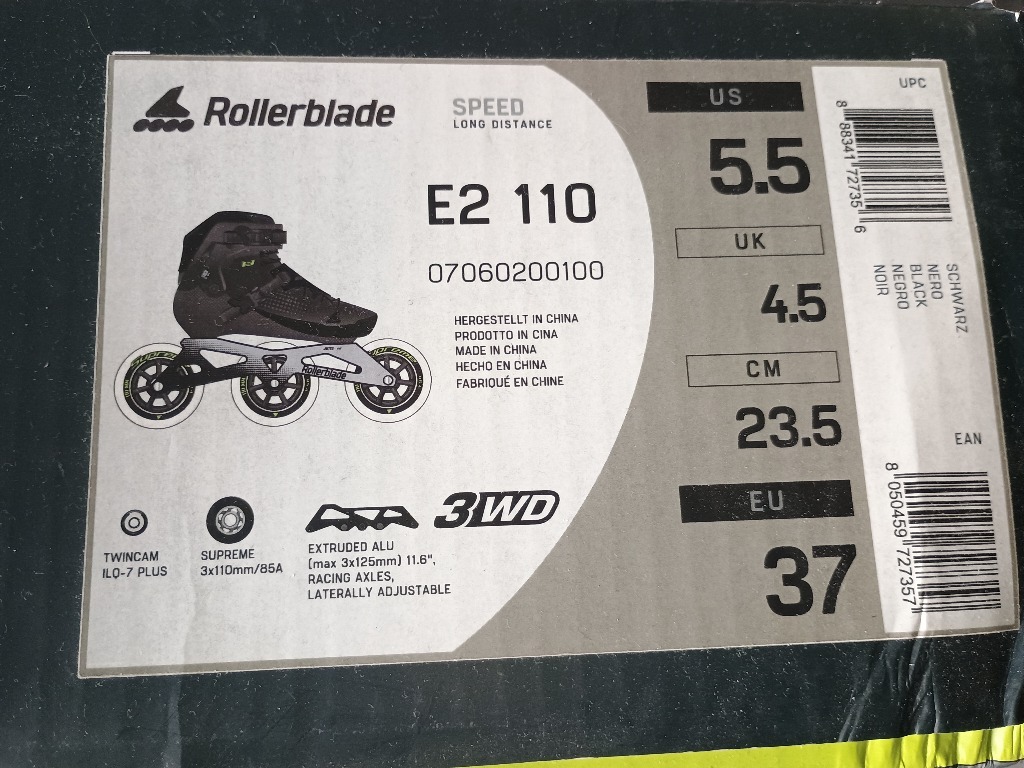 Rollerblade
SPEED
LONG DISTANCE
E2 110
07060200100
HERGESTELLT IN CHINA
PRODOTTO IN CINA
MADE IN CHINA
HECHO EN CHINA
FABRIQUÉ EN CHINE
Rollerblade
TWINCAM
ILQ-7 PLUS
SUPREME
3x110mm/85A
EXTRUDED ALU
(max 3x125mm) 11.6",
RACING AXLES,
LATERALLY ADJUSTABLE
3WD
US
5.5
UK
4.5
CM
23.5
EU
37
UPC
8 88341 72735 6
SCHWARZ
NERO
BLACK
NEGRO
NOIR
EAN
8 050459 727357